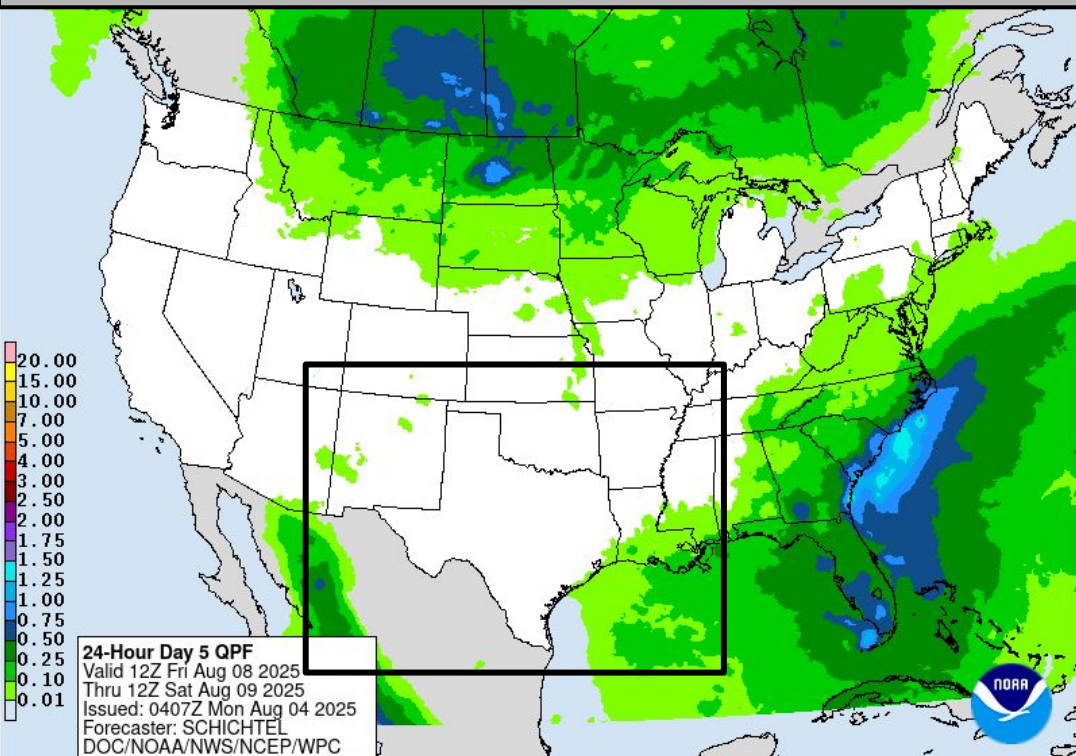 20.00
15.00
10.00
7.00
5.00
4.00
3.00
2.50
2.00
1.75
1.50
1.25
1.00
0.75
0.50
0.25
0.10
0.01
24-Hour Day 5 QPF
Valid 12Z Fri Aug 08 2025
Thru 12Z Sat Aug 09 2025
Issued: 0407Z Mon Aug 04 2025
Forecaster: SCHICHTEL
DOC/NOAA/NWS/NCEP/WPC
NOAA